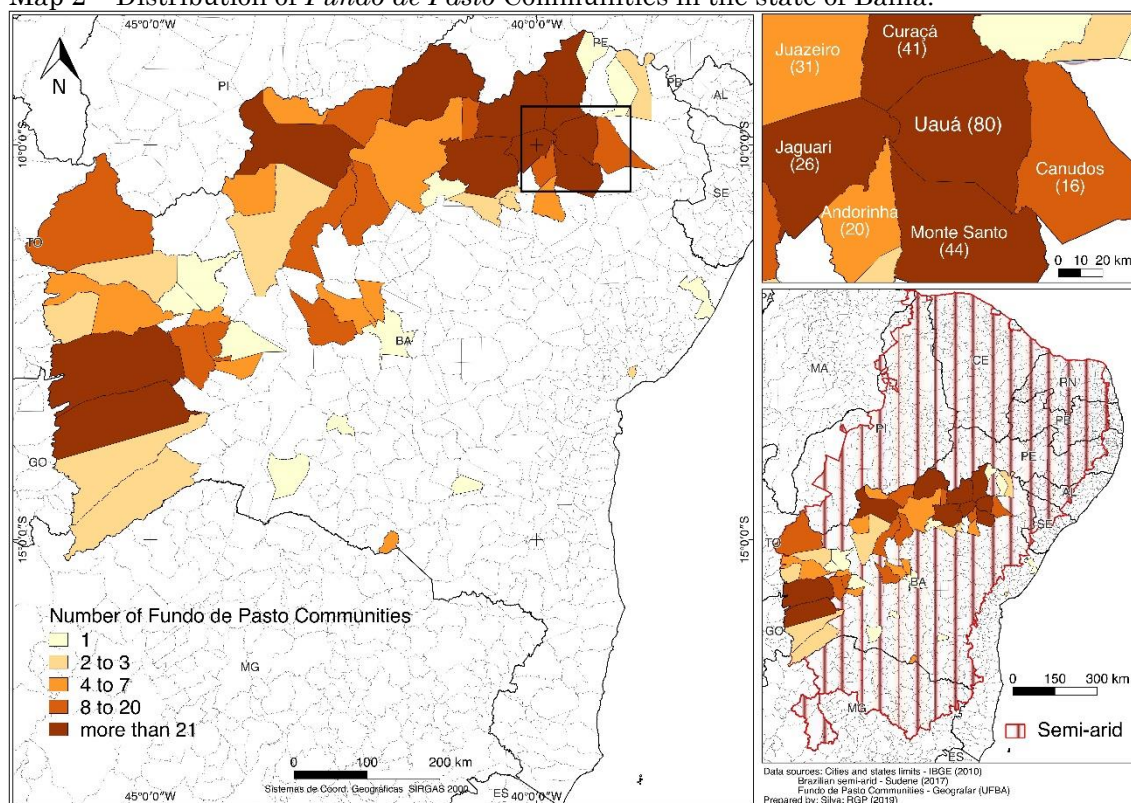 Map 2 – Distribution of Fundo de Pasto Communities in the state of Bahia.
45°0'0"W
40°0'0"W
N
PI
PE
PB
AL
10°0'0"S
10°0'0"S
SE
TO
BA
GO
15°0'0"S
15°0'0"S
Number of Fundo de Pasto Communities
1
2 to 3
4 to 7
8 to 20
more than 21
MG
0 100 200 km
Sistemas de Coord. Geográficas SIRGAS 2000
ES
45°0'0"W
40°0'0"W
Juazeiro
(31)
Curaçá
(41)
Uauá (80)
Jaguari
(26)
Canudos
(16)
Andorinha
(20)
Monte Santo
(44)
0 10 20 km
PA
MA
CE
RN
PB
PI
PE
AL
SE
TO
BA
GO
MG
ES
0 150 300 km
Semi-arid
Data sources: Cities and states limits - IBGE (2010)
Brazilian semi-arid - Sudene (2017)
Fundo de Pasto Communities - Geografar (UFBA)
Prepared by: Silva; RGP (2019)